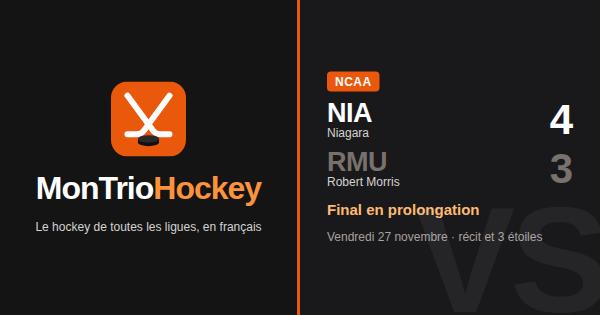 MonTrioHockey
Le hockey de toutes les ligues, en français
NCAA
NIA
4
Niagara
RMU
3
Robert Morris
Final en prolongation
Vendredi 27 novembre · récit et 3 étoiles
VS